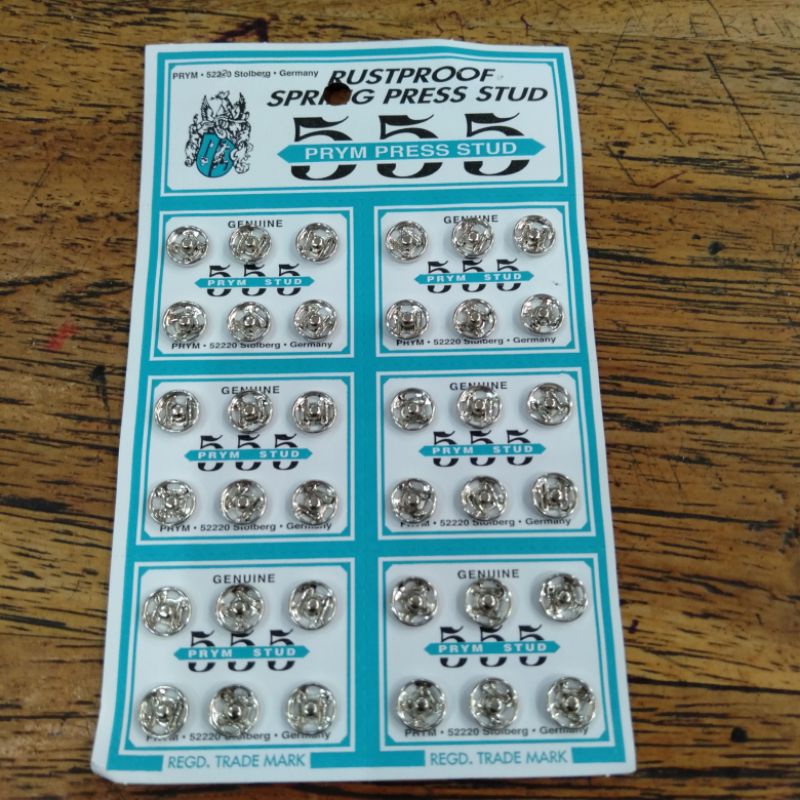 PRYM • 52220 Stolberg • Germany
RUSTPROOF
SPRING PRESS STUD
555
PRYM PRESS STUD
GENUINE
555
PRYM STUD
PRYM • 52220 Stolberg • Germany
GENUINE
555
PRYM STUD
PRYM • 52220 Stolberg • Germany
GENUINE
555
PRYM STUD
PRYM • 52220 Stolberg • Germany
GENUINE
555
PRYM STUD
PRYM • 52220 Stolberg • Germany
GENUINE
555
PRYM STUD
PRYM • 52220 Stolberg • Germany
GENUINE
555
PRYM STUD
PRYM • 52220 Stolberg • Germany
REGD. TRADE MARK
REGD. TRADE MARK